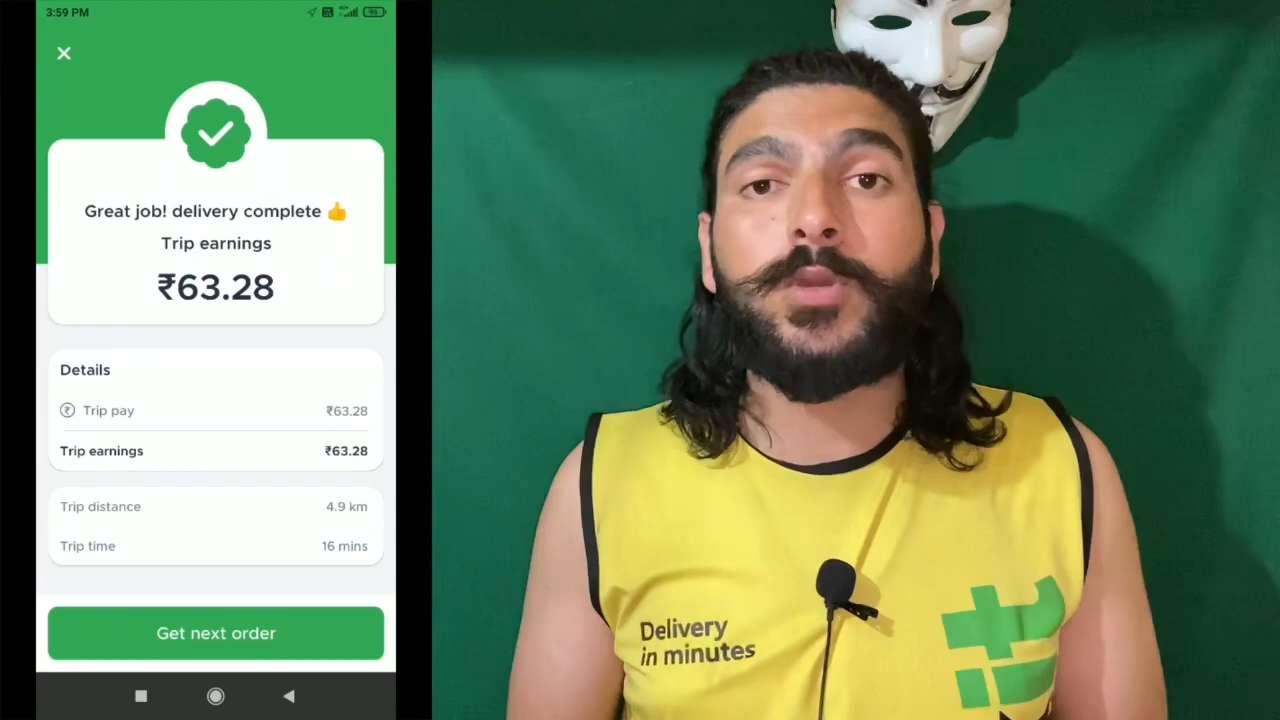 3:59 PM
96
Great job! delivery complete 👍
Trip earnings
₹63.28
Details
Trip pay ₹63.28
Trip earnings ₹63.28
Trip distance 4.9 km
Trip time 16 mins
Get next order
Delivery
in minutes